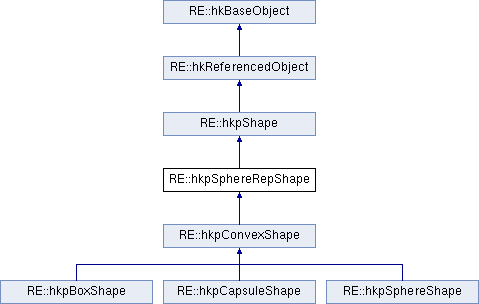 RE::hkBaseObject
RE::hkReferencedObject
RE::hkpShape
RE::hkpSphereRepShape
RE::hkpConvexShape
RE::hkpBoxShape
RE::hkpCapsuleShape
RE::hkpSphereShape